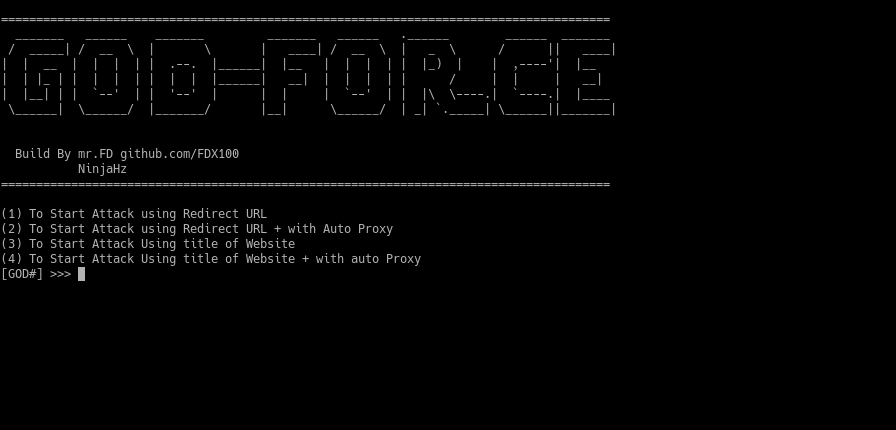 GOD-FORCE
Build By mr.FD github.com/FDX100
NinjaHz
(1) To Start Attack using Redirect URL
(2) To Start Attack using Redirect URL + with Auto Proxy
(3) To Start Attack Using title of Website
(4) To Start Attack Using title of Website + with auto Proxy
[GOD#] >>>